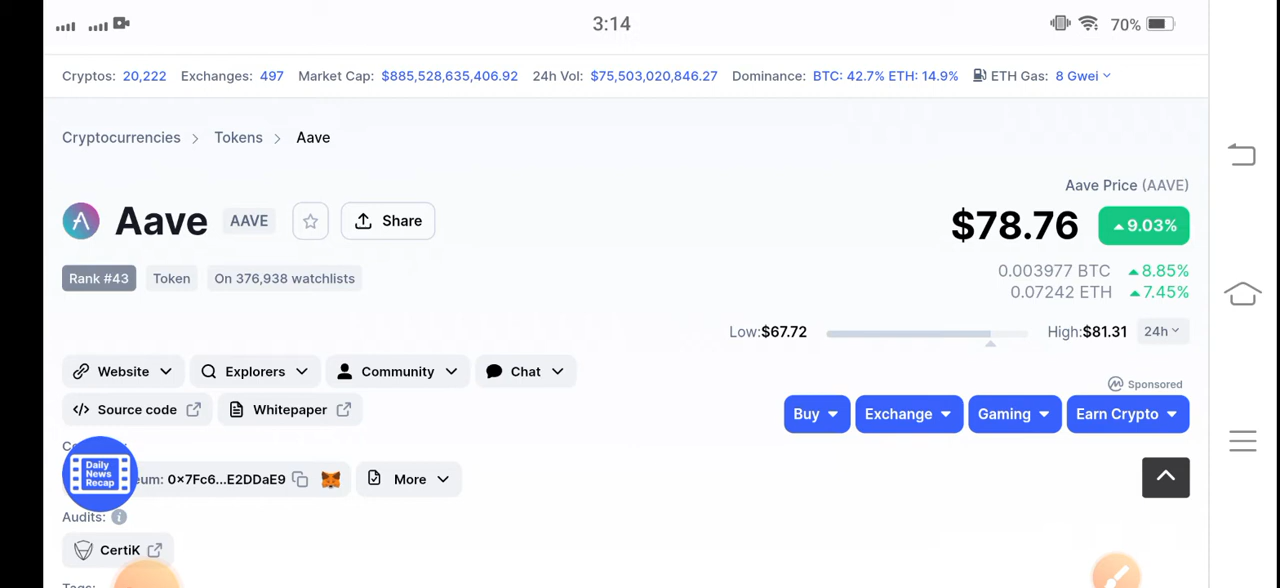 3:14
70%
Cryptos: 20,222 Exchanges: 497 Market Cap: $885,528,635,406.92 24h Vol: $75,503,020,846.27 Dominance: BTC: 42.7% ETH: 14.9% ETH Gas: 8 Gwei
Cryptocurrencies > Tokens > Aave
Aave Price (AAVE)
Aave AAVE Share
$78.76 9.03%
Rank #43 Token On 376,938 watchlists
0.003977 BTC 8.85%
0.07242 ETH 7.45%
Low:$67.72 High:$81.31 24h
Website Explorers Community Chat
Sponsored
Source code Whitepaper
Buy Exchange Gaming Earn Crypto
Daily
News
Recap
um: 0x7Fc6...E2DDaE9 More
Audits:
CertiK